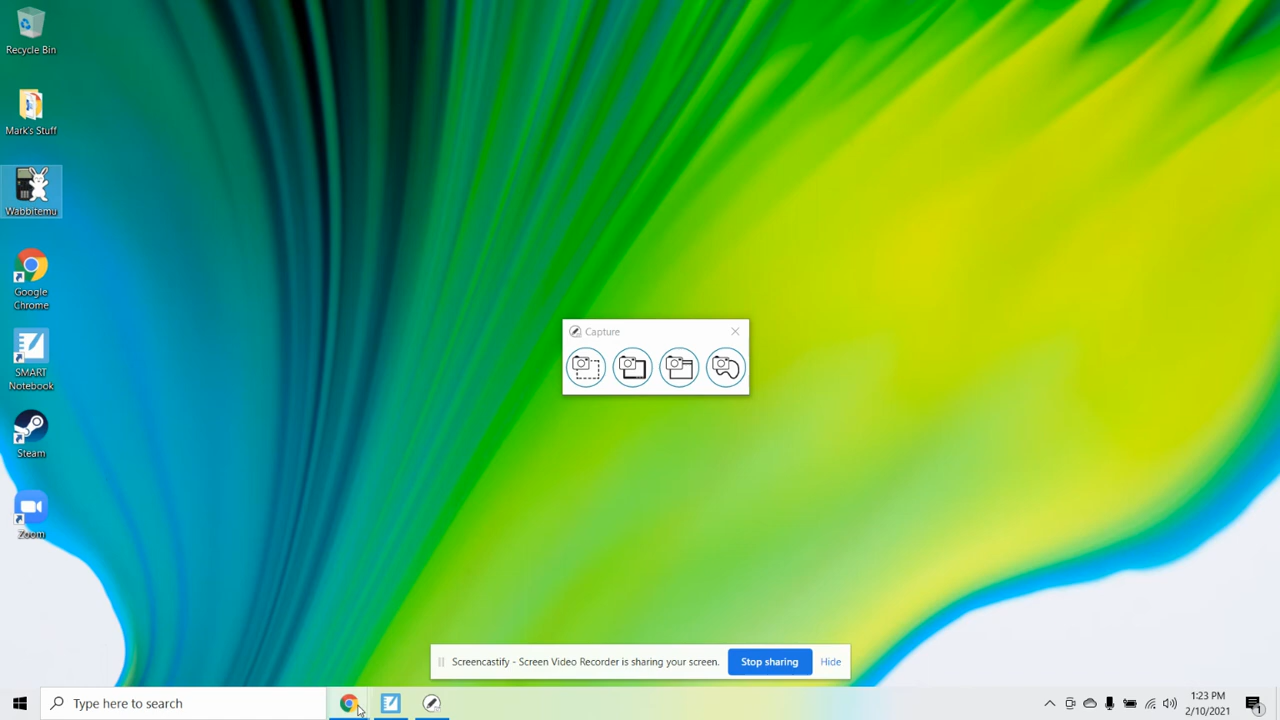 Recycle Bin
Mark's Stuff
Wabbitemu
Google
Chrome
SMART
Notebook
Steam
Zoom
Capture
Screencastify - Screen Video Recorder is sharing your screen.
Stop sharing
Hide
Type here to search
1:23 PM
2/10/2021
1